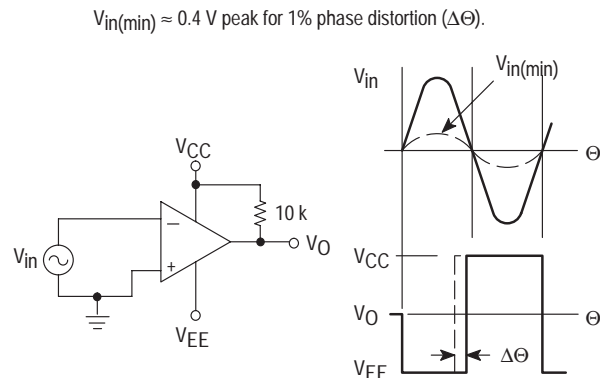 Vin(min) ≈ 0.4 V peak for 1% phase distortion (ΔΘ).
Vin
Vin(min)
Θ
VCC
10 k
−
+
Vin
VO
VEE
VCC
VO
Θ
VEE
ΔΘ